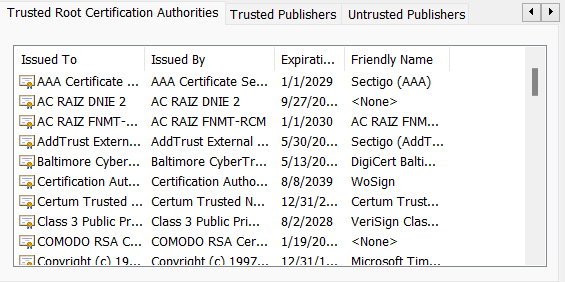 Trusted Root Certification Authorities Trusted Publishers Untrusted Publishers
Issued To Issued By Expirati... Friendly Name
AAA Certificate ... AAA Certificate Se... 1/1/2029 Sectigo (AAA)
AC RAIZ DNIE 2 AC RAIZ DNIE 2 9/27/20... <None>
AC RAIZ FNMT-... AC RAIZ FNMT-RCM 1/1/2030 AC RAIZ FNM...
AddTrust Extern... AddTrust External ... 5/30/20... Sectigo (AddT...
Baltimore Cyber... Baltimore CyberTr... 5/13/20... DigiCert Balti...
Certification Aut... Certification Autho... 8/8/2039 WoSign
Certum Trusted ... Certum Trusted N... 12/31/2... Certum Trust...
Class 3 Public Pr... Class 3 Public Pri... 8/2/2028 VeriSign Clas...
COMODO RSA C... COMODO RSA Cer... 1/19/20... <None>
Copyright (c) 19... Copyright (c) 1997... 12/31/1... Microsoft Tim...